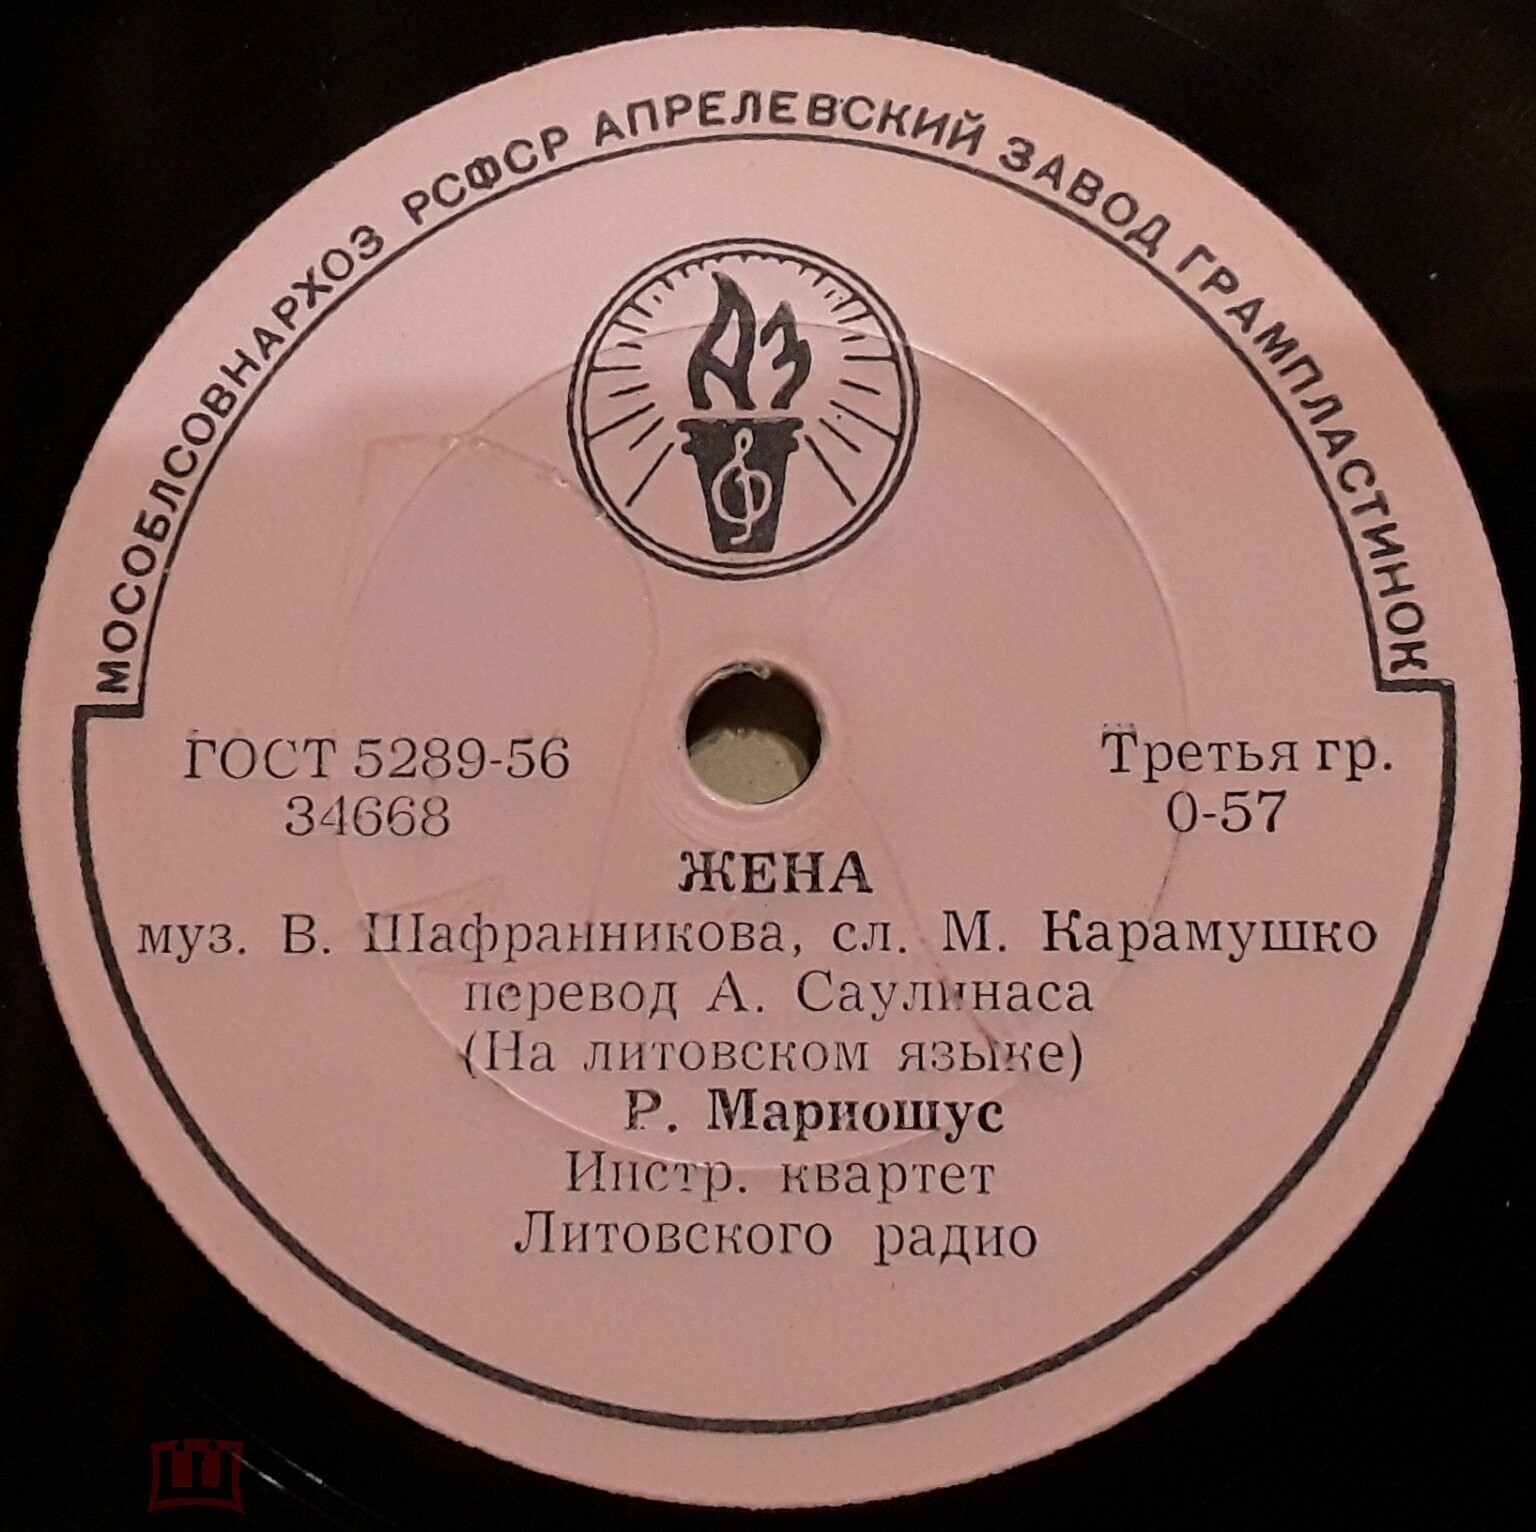 МОСОБЛСОВНАРХОЗ РСФСР АПРЕЛЕВСКИЙ ЗАВОД ГРАМПЛАСТИНОК
АЗ
ГОСТ 5289-56
34668
Третья гр.
0-57
ЖЕНА
муз. В. Шафранникова, сл. М. Карамушко
перевод А. Саулинаса
(На литовском языке)
Р. Мариошус
Инстр. квартет
Литовского радио